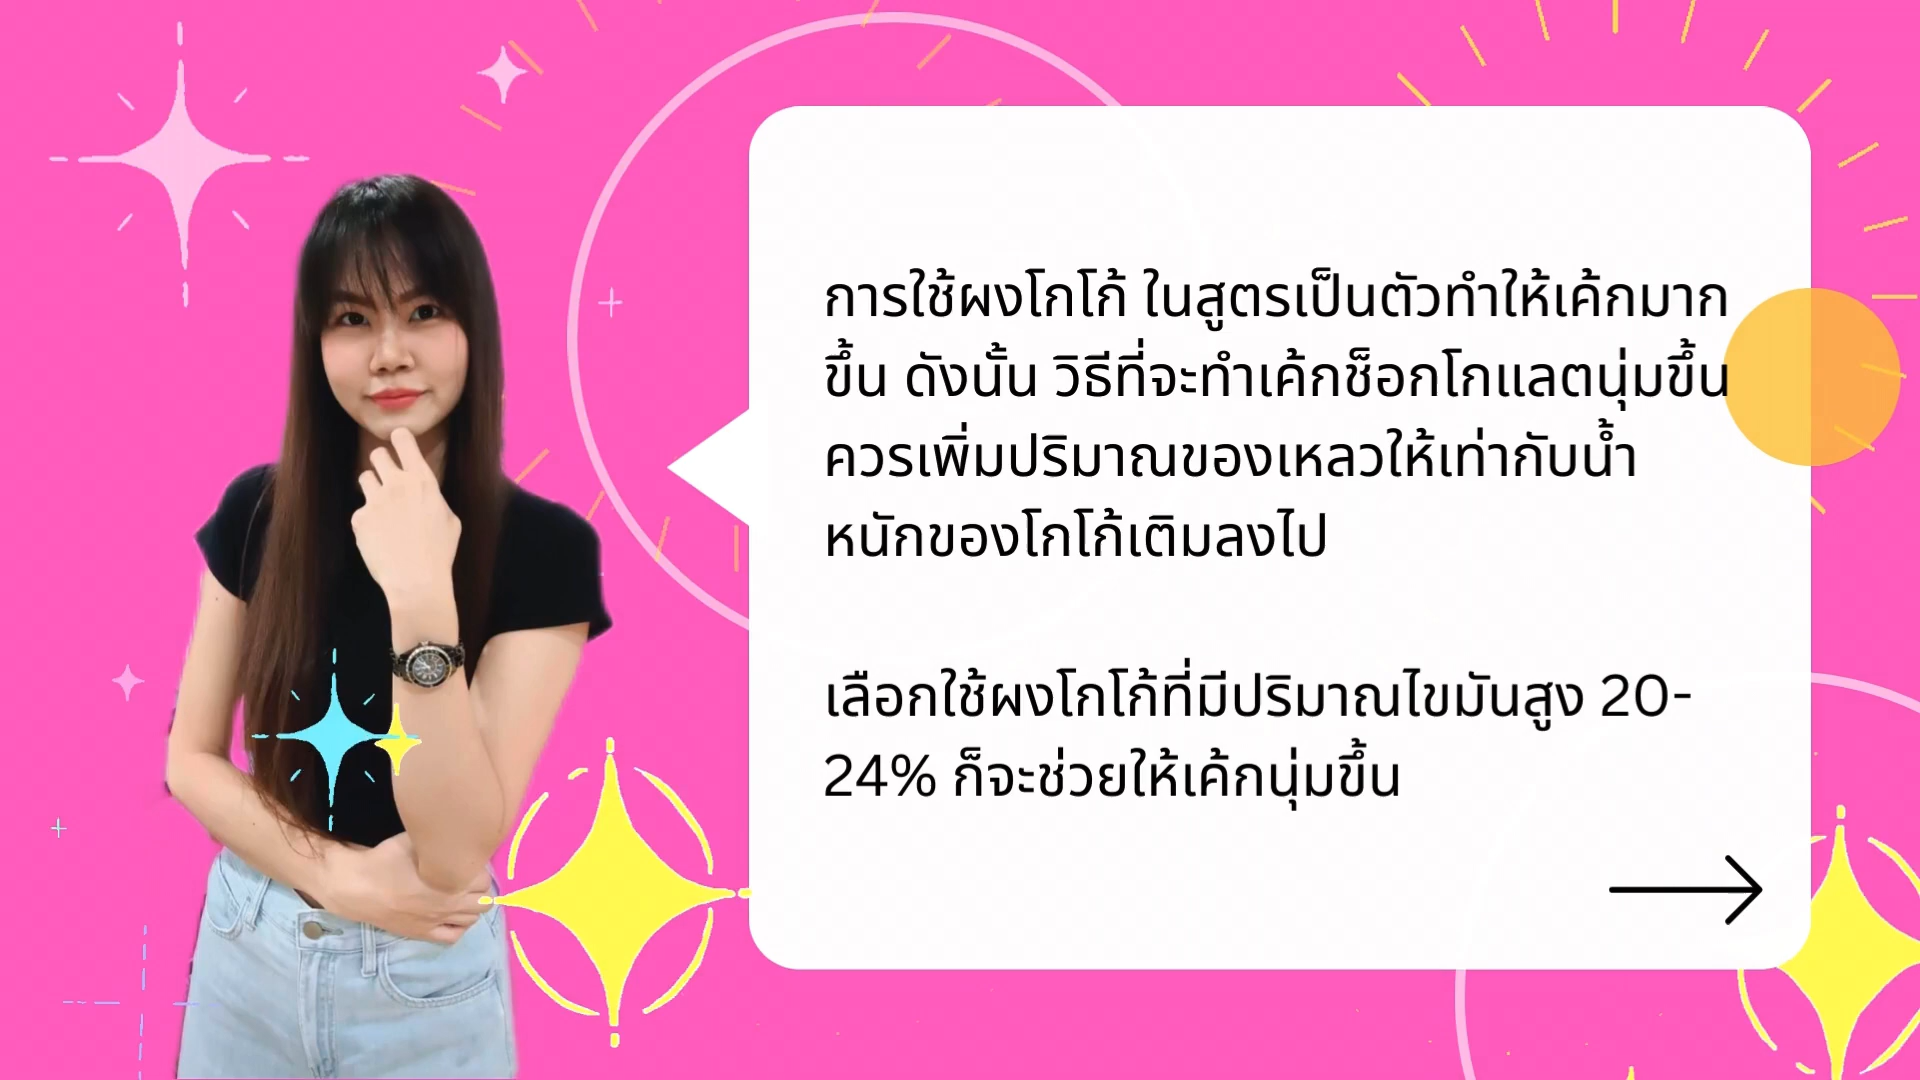 การใช้ผงโกโก้ ในสูตรเป็นตัวทำให้เค้กมาก
ขึ้น ดังนั้น วิธีที่จะทำเค้กช็อกโกแลตนุ่มขึ้น
ควรเพิ่มปริมาณของเหลวให้เท่ากับน้ำ
หนักของโกโก้เติมลงไป
เลือกใช้ผงโกโก้ที่มีปริมาณไขมันสูง 20-
24% ก็จะช่วยให้เค้กนุ่มขึ้น